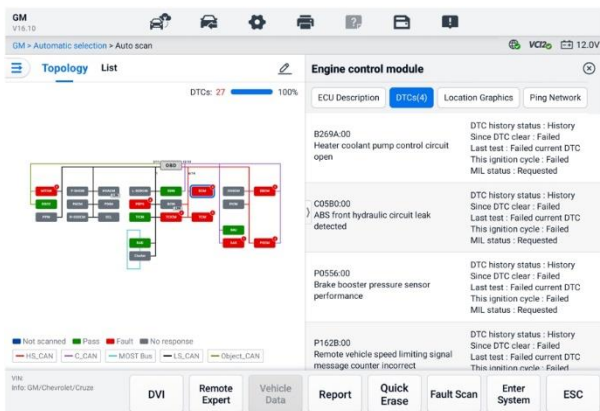 GM
V16.10
GM > Automatic selection > Auto scan
VCI2
12.0V
Topology
List
DTCs: 27
100%
OBD
Not scanned
Pass
Fault
No response
HS_CAN
C_CAN
MOST Bus
LS_CAN
Object_CAN
Engine control module
ECU Description
DTCs(4)
Location Graphics
Ping Network
B269A:00
Heater coolant pump control circuit
open
DTC history status : History
Since DTC clear : Failed
Last test : Failed current DTC
This ignition cycle : Failed
MIL status : Requested
C05B0:00
ABS front hydraulic circuit leak
detected
DTC history status : History
Since DTC clear : Failed
Last test : Failed current DTC
This ignition cycle : Failed
MIL status : Requested
P0556:00
Brake booster pressure sensor
performance
DTC history status : History
Since DTC clear : Failed
Last test : Failed current DTC
This ignition cycle : Failed
MIL status : Requested
P162B:00
Remote vehicle speed limiting signal
message counter incorrect
DTC history status : History
Since DTC clear : Failed
Last test : Failed current DTC
This ignition cycle : Failed
VIN:
Info: GM/Chevrolet/Cruze
DVI
Remote
Expert
Vehicle
Data
Report
Quick
Erase
Fault Scan
Enter
System
ESC